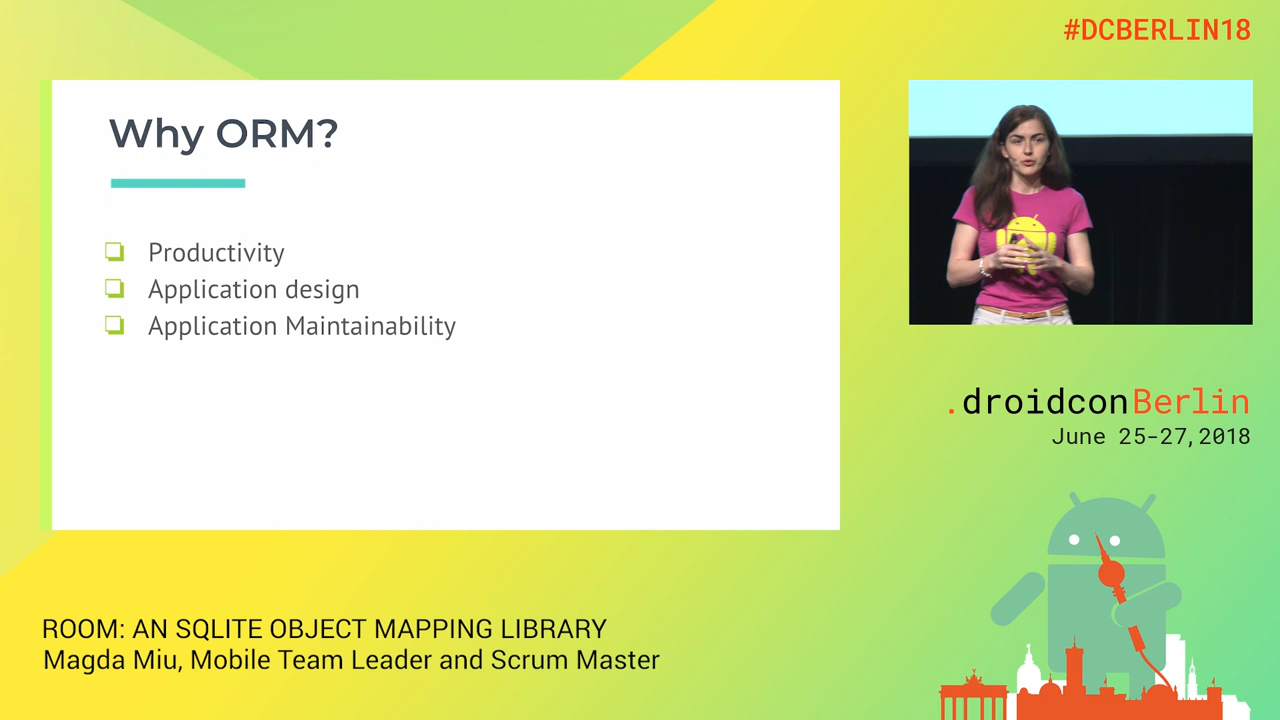 #DCBERLIN18
Why ORM?
Productivity
Application design
Application Maintainability
.droidconBerlin
June 25-27, 2018
ROOM: AN SQLITE OBJECT MAPPING LIBRARY
Magda Miu, Mobile Team Leader and Scrum Master